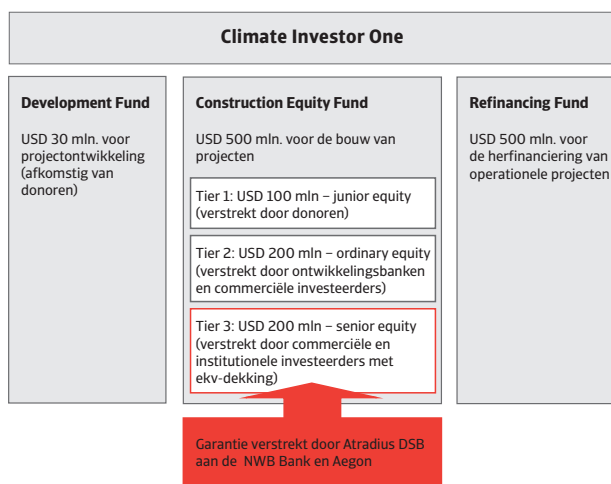 Climate Investor One
Development Fund
USD 30 mln. voor
projectontwikkeling
(afkomstig van
donoren)
Construction Equity Fund
USD 500 mln. voor de bouw van
projecten
Tier 1: USD 100 mln – junior equity
(verstrekt door donoren)
Tier 2: USD 200 mln – ordinary equity
(verstrekt door ontwikkelingsbanken
en commerciële investeerders)
Tier 3: USD 200 mln – senior equity
(verstrekt door commerciële en
institutionele investeerders met
ekv-dekking)
Garantie verstrekt door Atradius DSB
aan de NWB Bank en Aegon
Refinancing Fund
USD 500 mln. voor
de herfinanciering van
operationele projecten